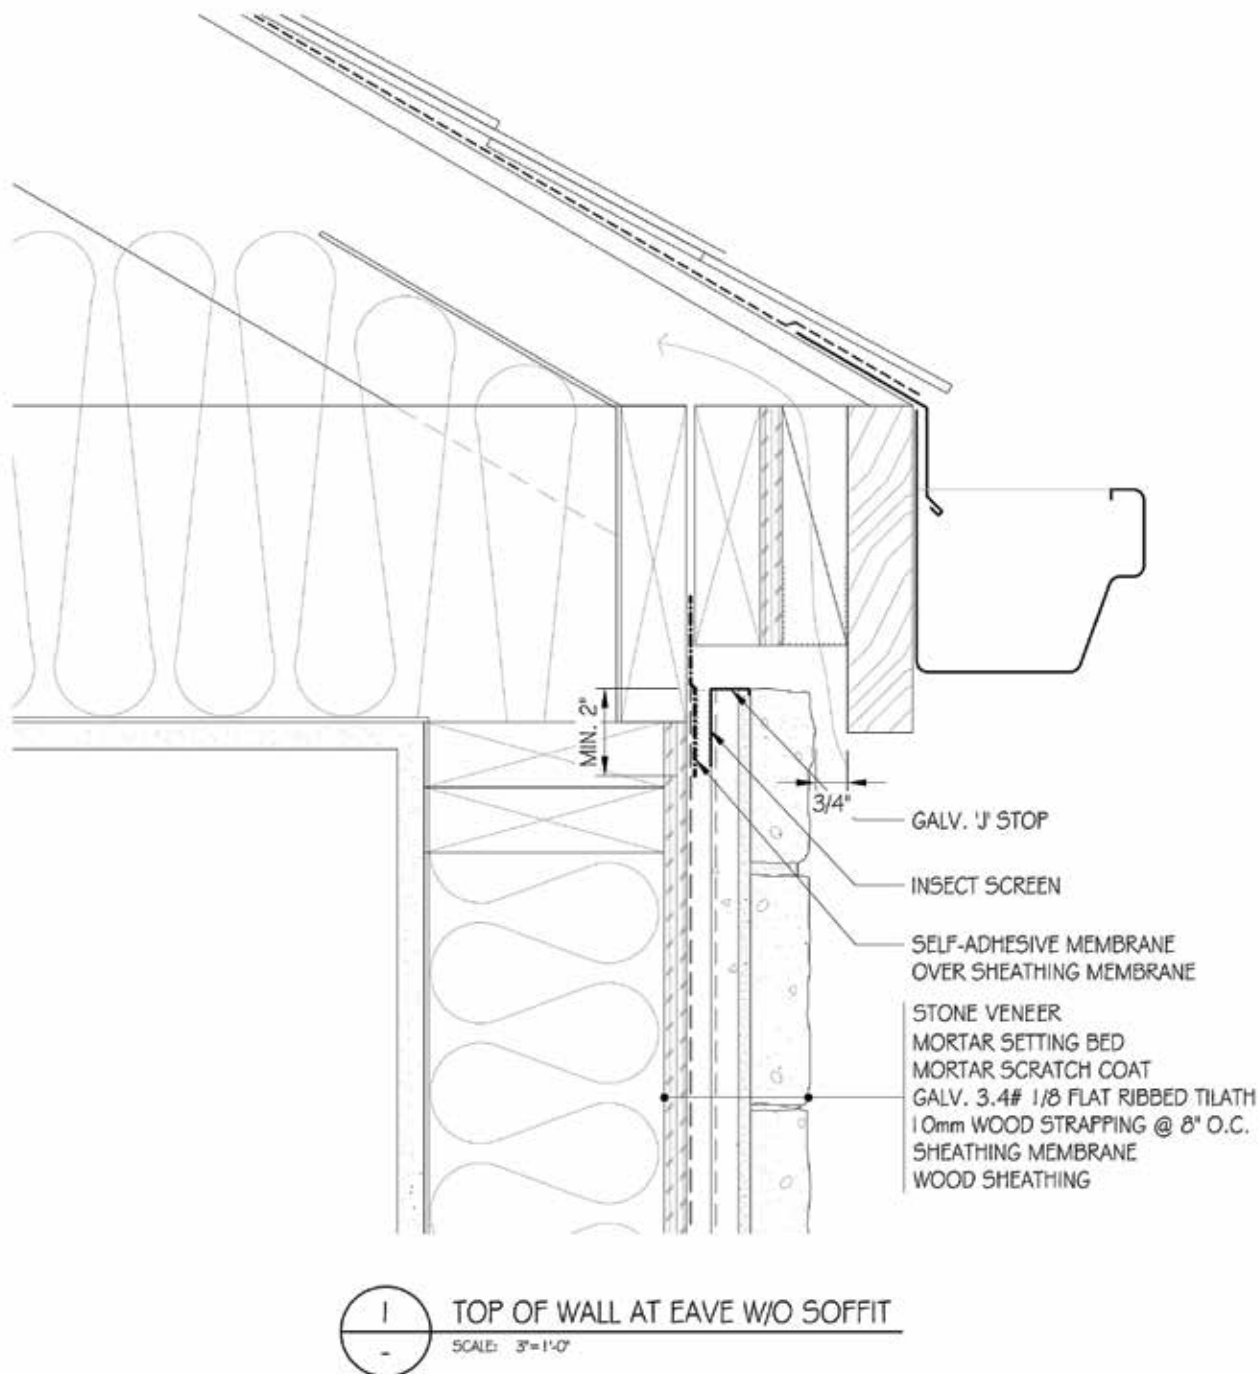 MIN. 2"
3/4"
GALV. 'J' STOP
INSECT SCREEN
SELF-ADHESIVE MEMBRANE
OVER SHEATHING MEMBRANE
STONE VENEER
MORTAR SETTING BED
MORTAR SCRATCH COAT
GALV. 3.4# 1/8 FLAT RIBBED TILATH
10mm WOOD STRAPPING @ 8" O.C.
SHEATHING MEMBRANE
WOOD SHEATHING
1
-
TOP OF WALL AT EAVE W/O SOFFIT
SCALE: 3"=1'-0"